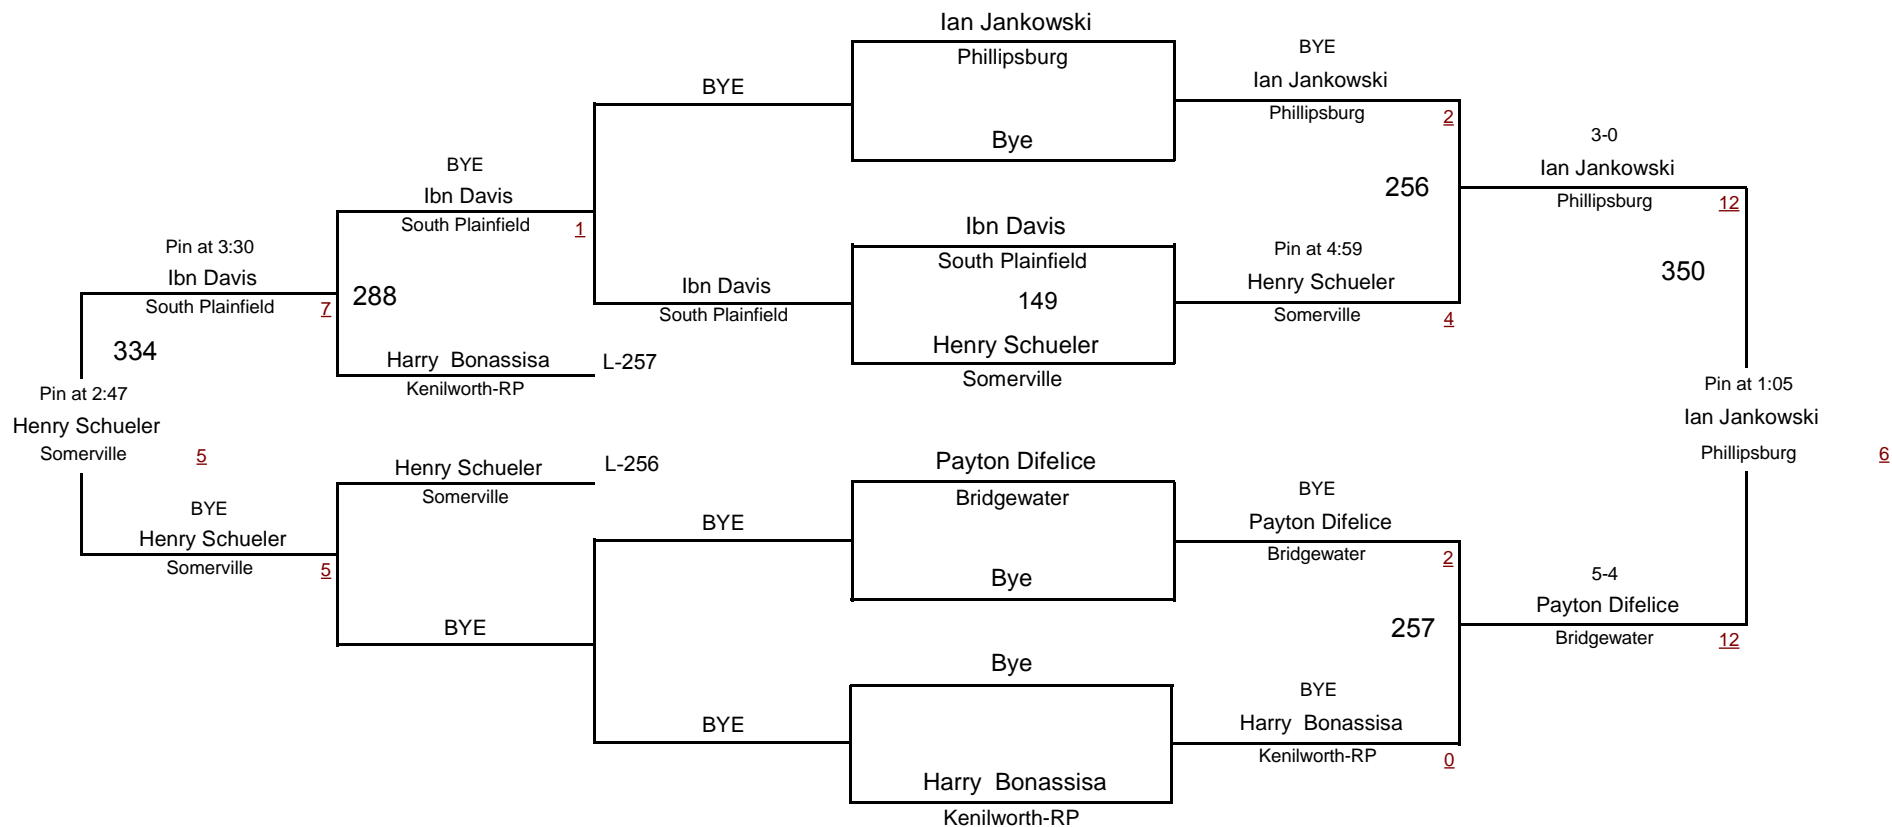 Ian Jankowski
Phillipsburg
Bye
BYE
Ian Jankowski
Phillipsburg
2
BYE
3-0
Ian Jankowski
Phillipsburg
12
256
BYE
Ibn Davis
South Plainfield
1
Ibn Davis
South Plainfield
149
Henry Schueler
Somerville
Pin at 4:59
Henry Schueler
Somerville
4
350
Pin at 3:30
Ibn Davis
South Plainfield
7
288
Ibn Davis
South Plainfield
334
Harry  Bonassisa
Kenilworth-RP
L-257
Pin at 2:47
Henry Schueler
Somerville
5
Pin at 1:05
Ian Jankowski
Phillipsburg
6
Henry Schueler
Somerville
L-256
Payton Difelice
Bridgewater
Bye
BYE
Payton Difelice
Bridgewater
2
BYE
BYE
Henry Schueler
Somerville
5
5-4
Payton Difelice
Bridgewater
12
257
BYE
Bye
Harry  Bonassisa
Kenilworth-RP
BYE
Harry  Bonassisa
Kenilworth-RP
0
BYE